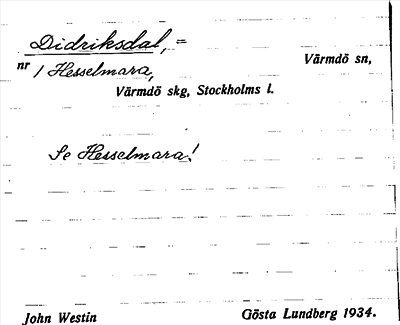 Didriksdal, =
Värmdö sn,
nr 1 Hesselmara,
Värmdö skg, Stockholms l.
Se Hesselmara!
John Westin
Gösta Lundberg 1934.